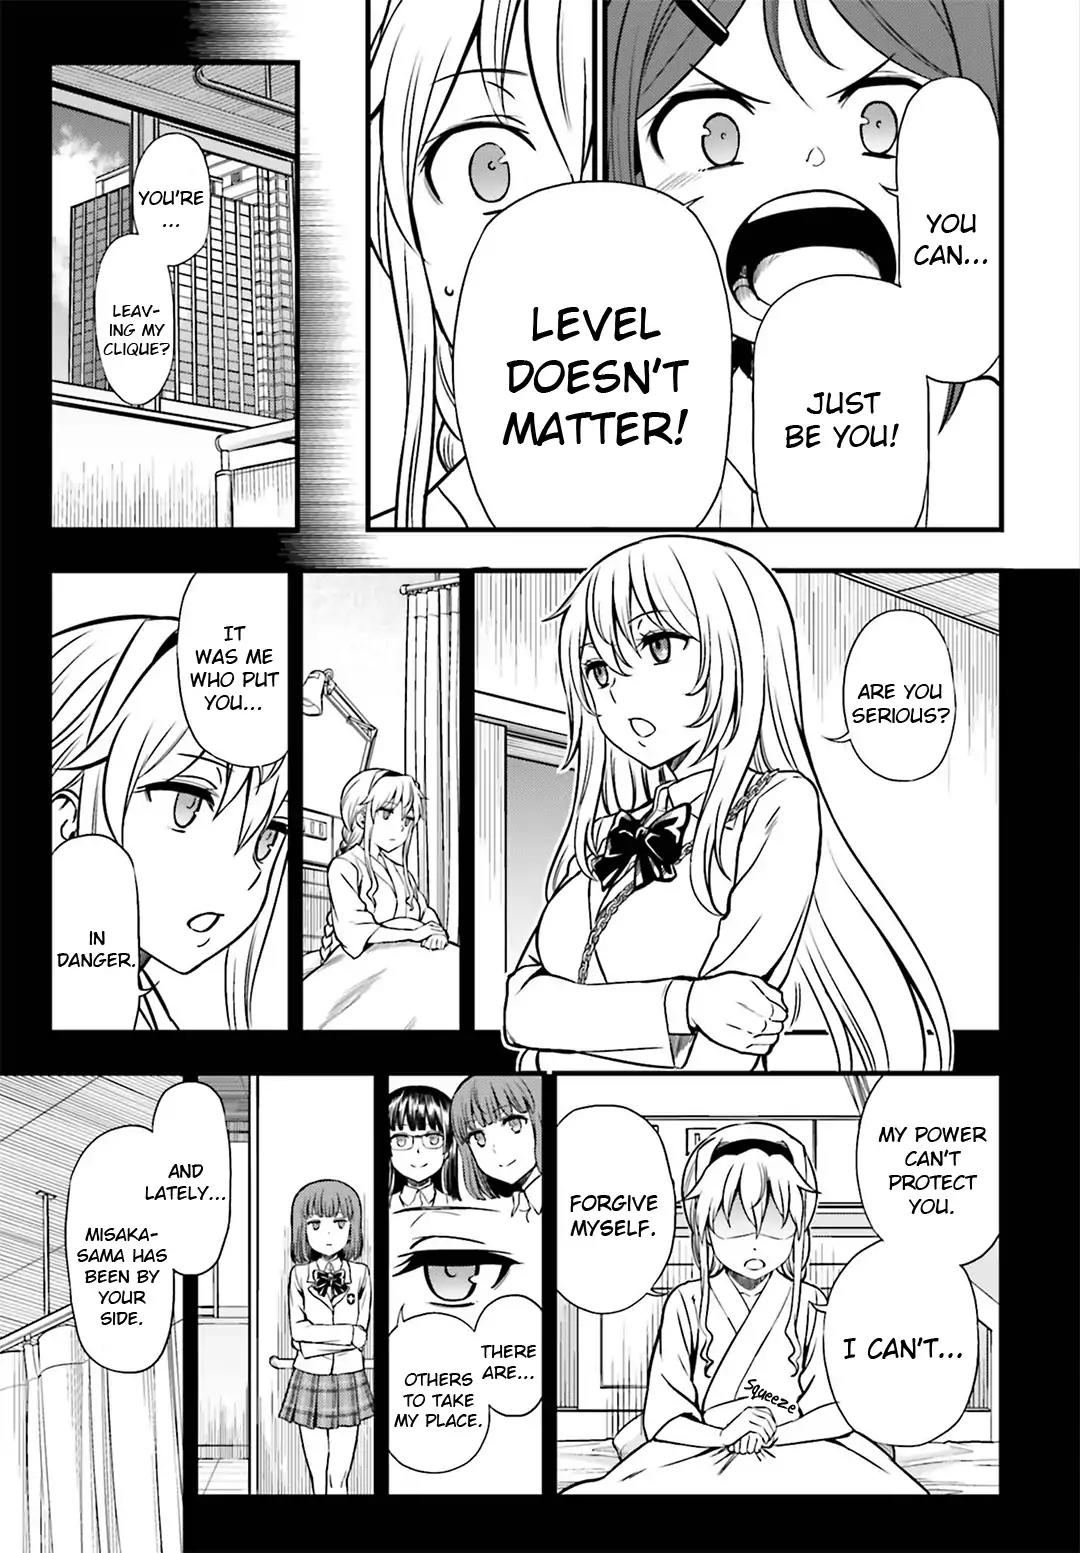 YOU
CAN...
JUST
BE YOU!
LEVEL
DOESN'T
MATTER!
YOU'RE
...
LEAV-
ING MY
CLIQUE?
ARE YOU
SERIOUS?
IT
WAS ME
WHO PUT
YOU...
IN
DANGER.
MY POWER
CAN'T
PROTECT
YOU.
I CAN'T...
Squeeze
FORGIVE
MYSELF.
THERE
ARE...
OTHERS
TO TAKE
MY PLACE.
AND
LATELY...
MISAKA-
SAMA HAS
BEEN BY
YOUR
SIDE.